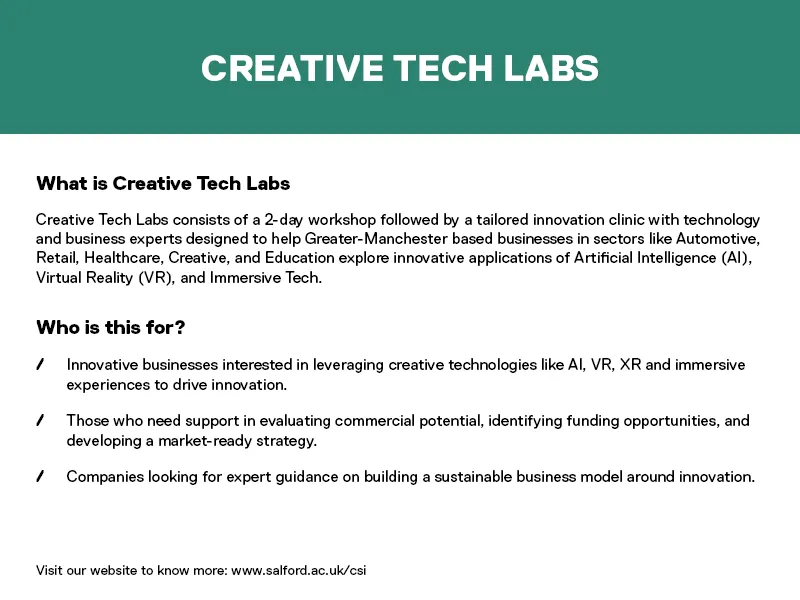 CREATIVE TECH LABS
What is Creative Tech Labs
Creative Tech Labs consists of a 2-day workshop followed by a tailored innovation clinic with technology
and business experts designed to help Greater-Manchester based businesses in sectors like Automotive,
Retail, Healthcare, Creative, and Education explore innovative applications of Artificial Intelligence (AI),
Virtual Reality (VR), and Immersive Tech.
Who is this for?
/ Innovative businesses interested in leveraging creative technologies like AI, VR, XR and immersive
experiences to drive innovation.
/ Those who need support in evaluating commercial potential, identifying funding opportunities, and
developing a market-ready strategy.
/ Companies looking for expert guidance on building a sustainable business model around innovation.
Visit our website to know more: www.salford.ac.uk/csi